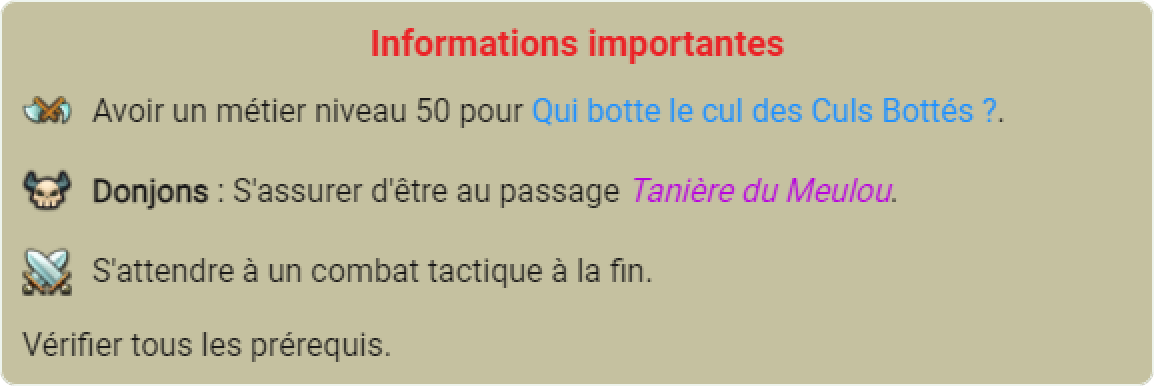 Informations importantes
Avoir un métier niveau 50 pour Qui botte le cul des Culs Bottés ?.
Donjons : S'assurer d'être au passage Tanière du Meulou.
S'attendre à un combat tactique à la fin.
Vérifier tous les prérequis.